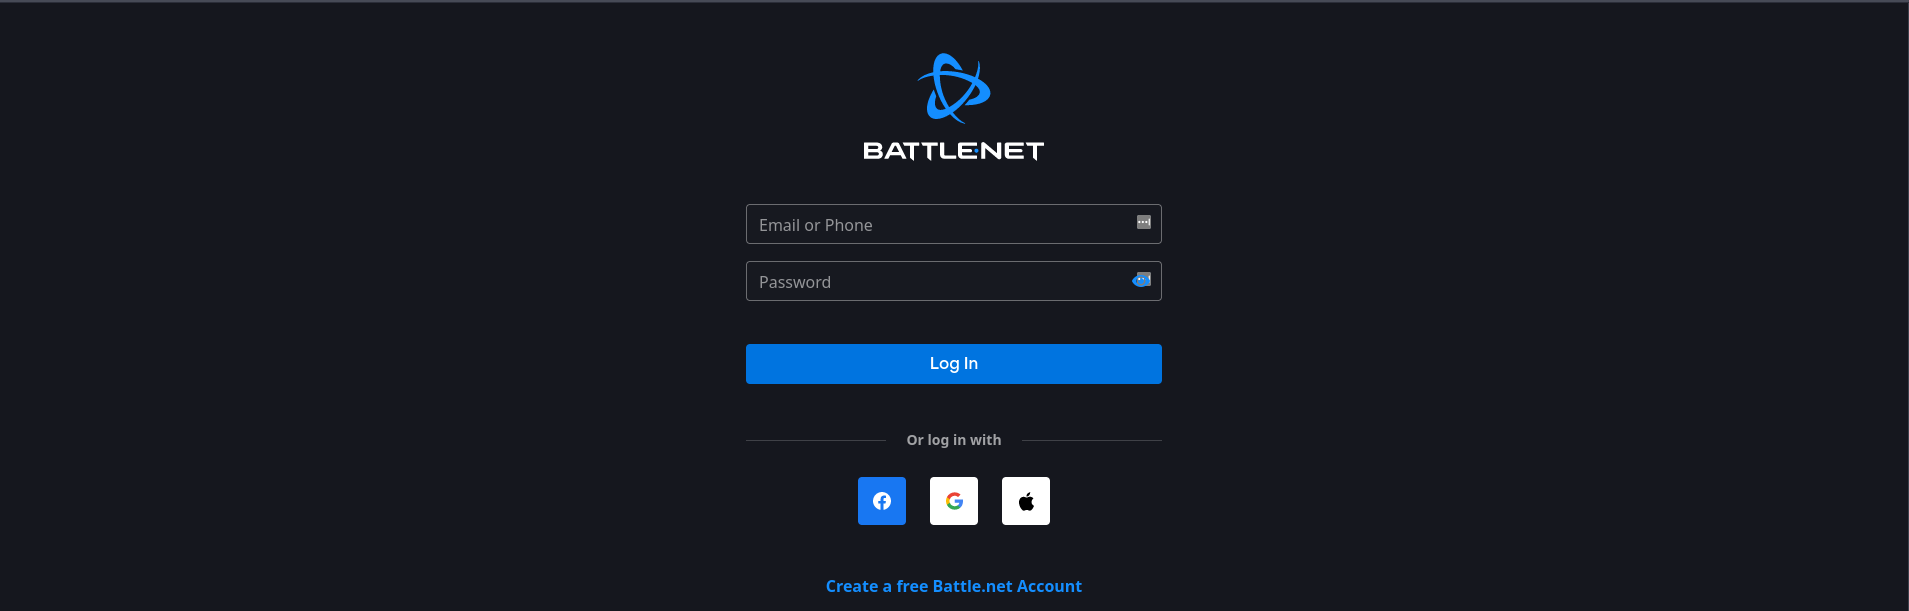 BATTLE.NET
Email or Phone
Password
Log In
Or log in with
Create a free Battle.net Account